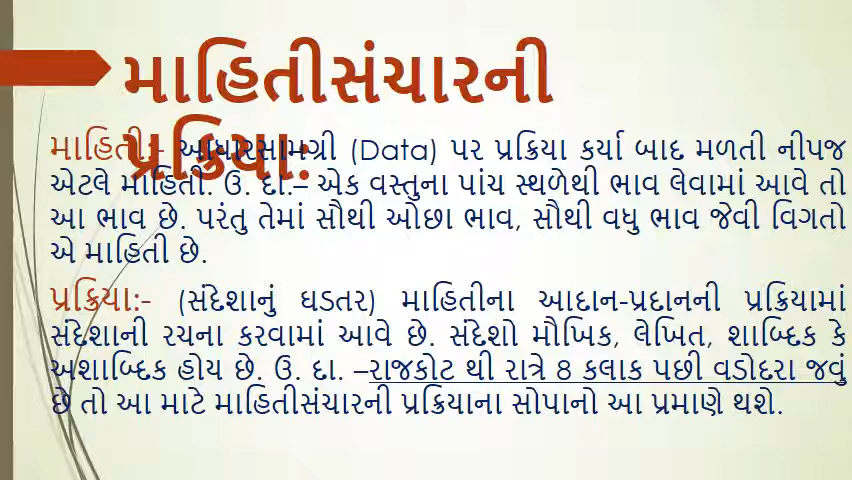 માહિતીસંચારની
પ્રક્રિયા:
માહિતી:- આધારસામગ્રી (Data) પર પ્રક્રિયા કર્યા બાદ મળતી નીપજ
એટલે માહિતી. ઉ. દા.– એક વસ્તુના પાંચ સ્થળેથી ભાવ લેવામાં આવે તો
આ ભાવ છે. પરંતુ તેમાં સૌથી ઓછા ભાવ, સૌથી વધુ ભાવ જેવી વિગતો
એ માહિતી છે.
પ્રક્રિયા:- (સંદેશાનું ઘડતર) માહિતીના આદાન-પ્રદાનની પ્રક્રિયામાં
સંદેશાની રચના કરવામાં આવે છે. સંદેશો મૌખિક, લેખિત, શાબ્દિક કે
અશાબ્દિક હોય છે. ઉ. દા. –રાજકોટ થી રાત્રે 8 કલાક પછી વડોદરા જવું
છે તો આ માટે માહિતીસંચારની પ્રક્રિયાના સોપાનો આ પ્રમાણે થશે.